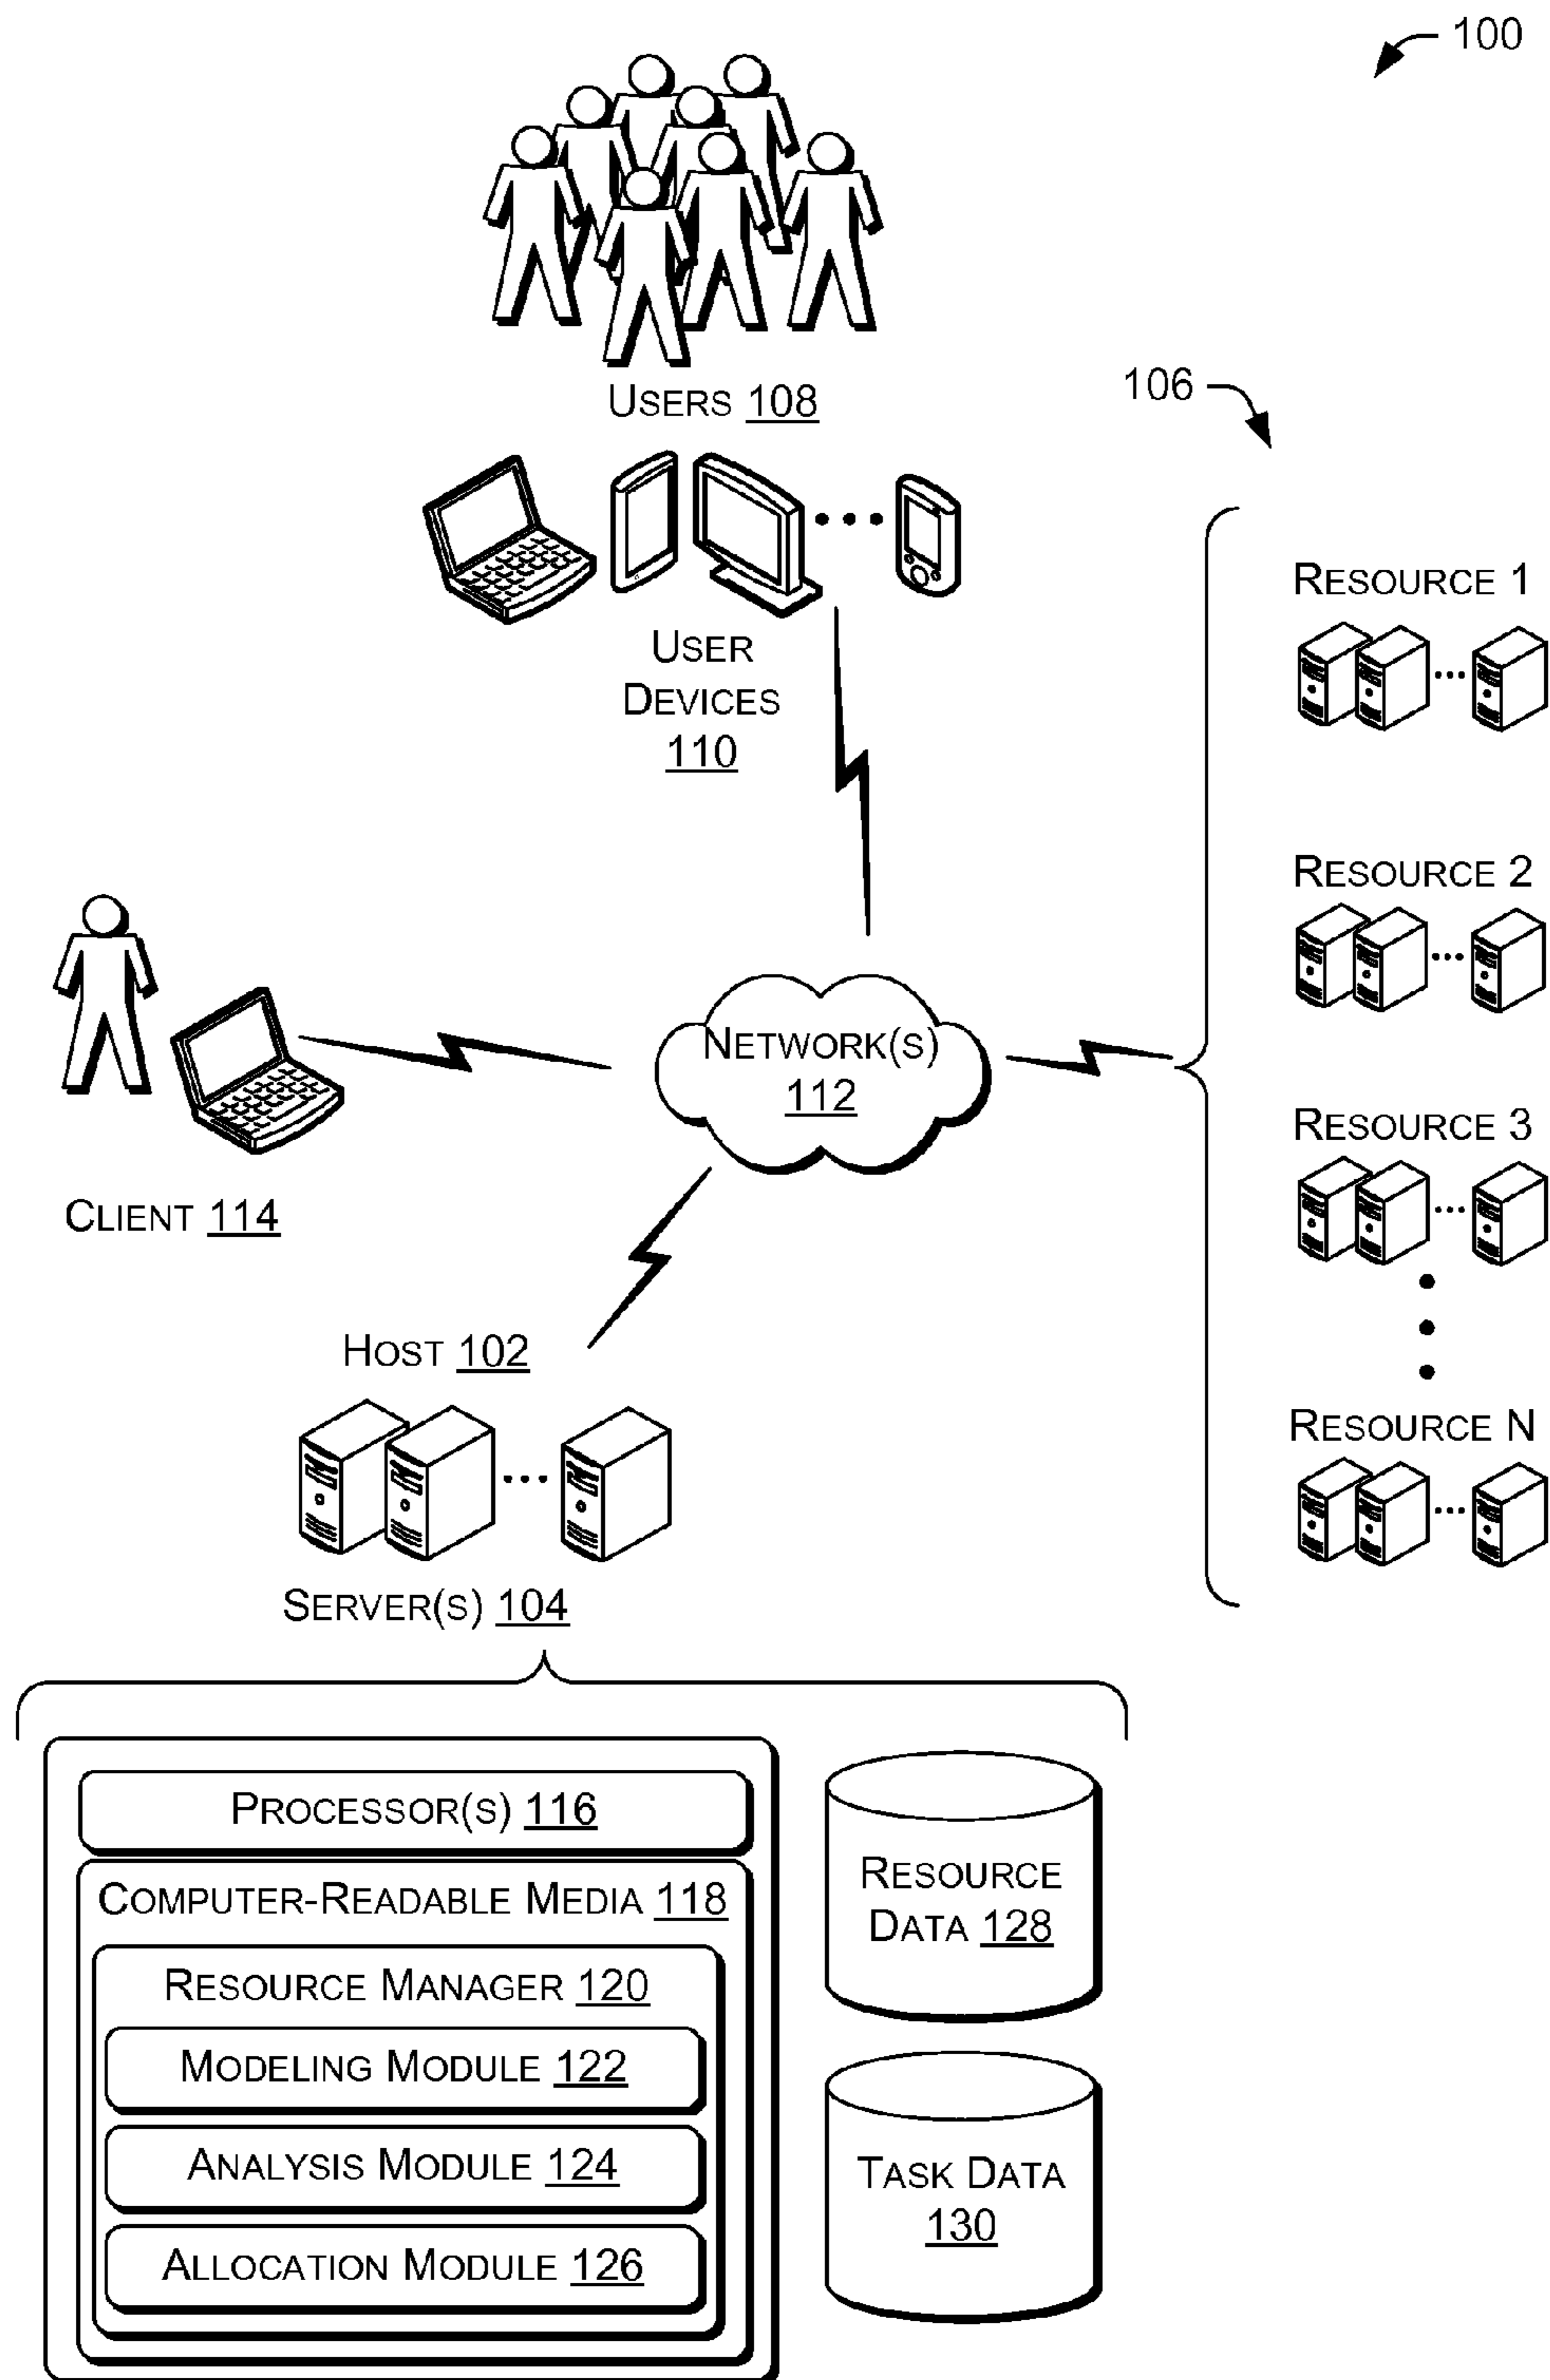 100
USERS 108
106
USER
DEVICES
110
RESOURCE 1
RESOURCE 2
NETWORK(S)
112
RESOURCE 3
CLIENT 114
HOST 102
RESOURCE N
SERVER(S) 104
PROCESSOR(S) 116
COMPUTER-READABLE MEDIA 118
RESOURCE MANAGER 120
MODELING MODULE 122
ANALYSIS MODULE 124
ALLOCATION MODULE 126
RESOURCE
DATA 128
TASK DATA
130